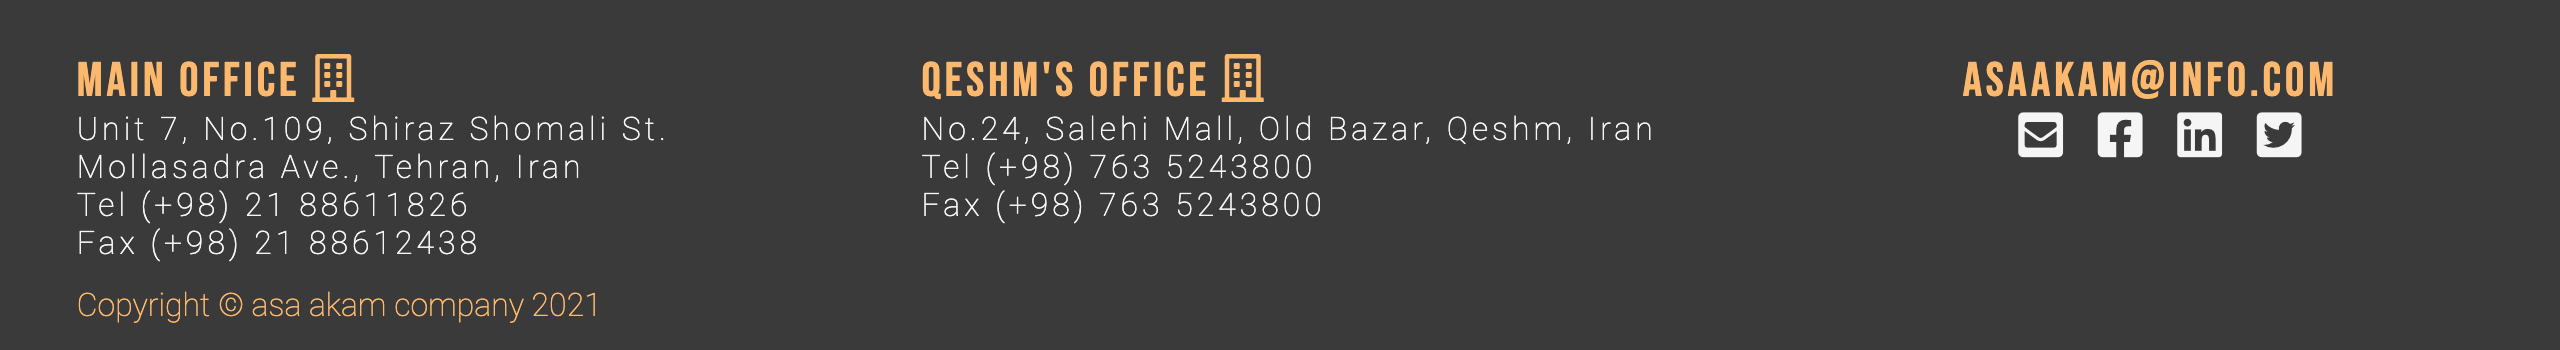 MAIN OFFICE
Unit 7, No.109, Shiraz Shomali St.
Mollasadra Ave., Tehran, Iran
Tel (+98) 21 88611826
Fax (+98) 21 88612438
Copyright © asa akam company 2021
QESHM'S OFFICE
No.24, Salehi Mall, Old Bazar, Qeshm, Iran
Tel (+98) 763 5243800
Fax (+98) 763 5243800
ASAAKAM@INFO.COM